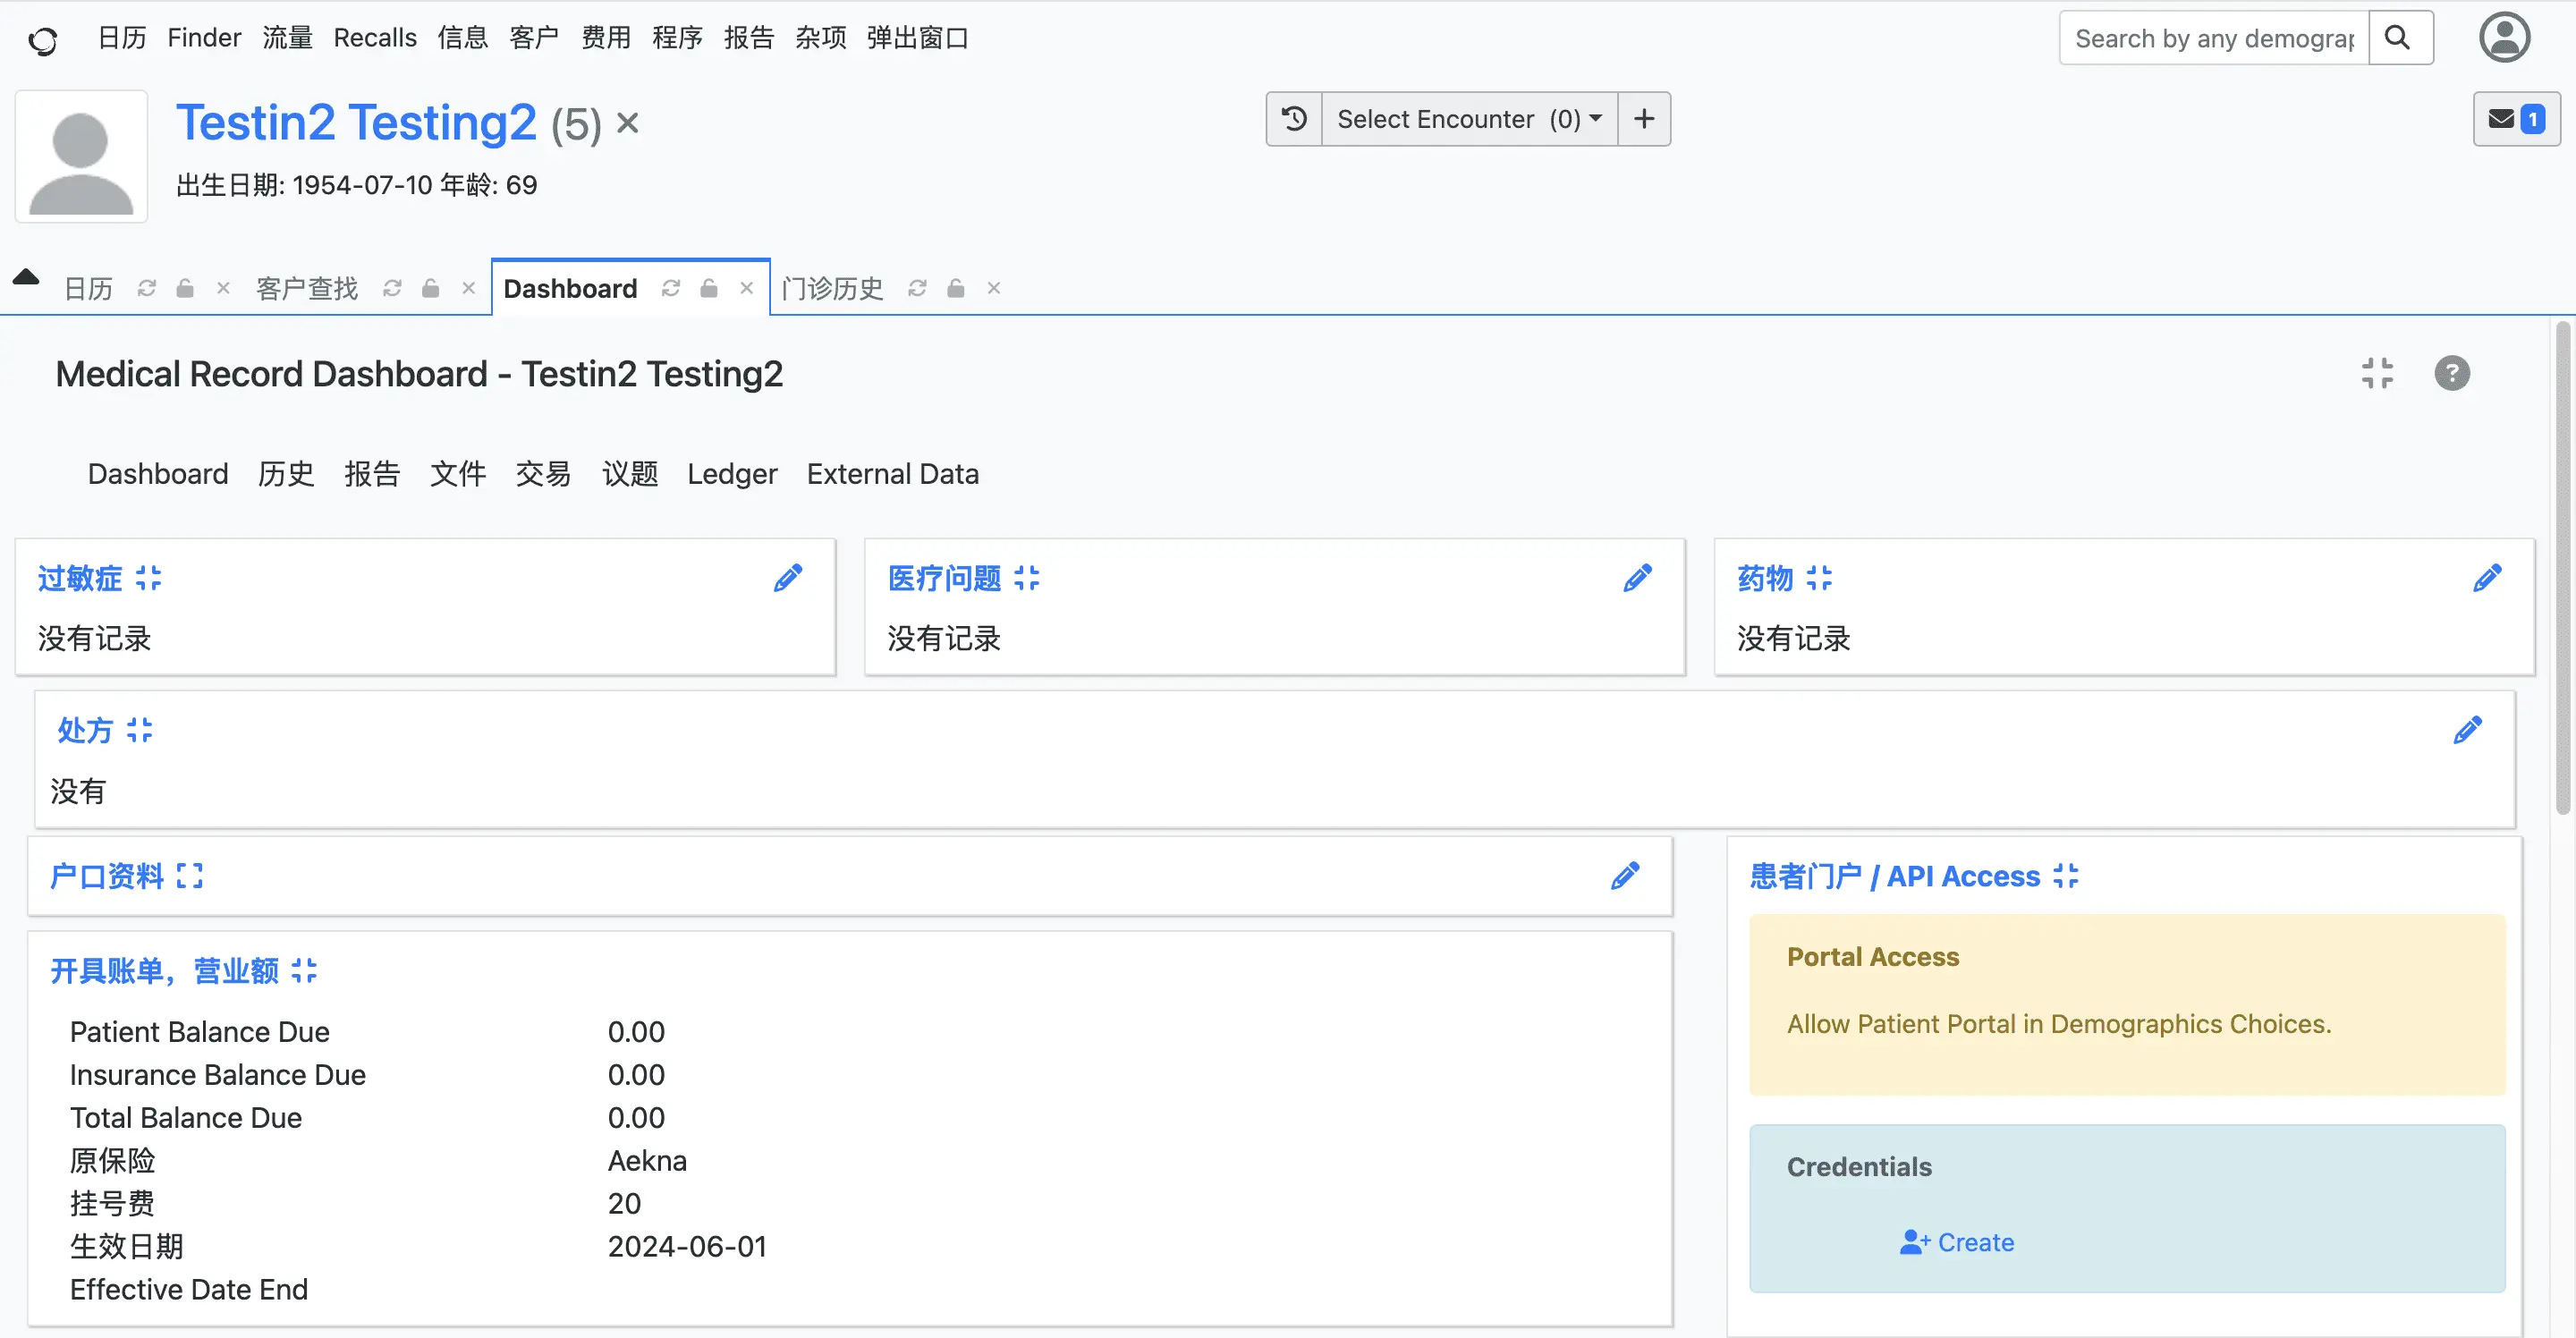 日历 Finder 流量 Recalls 信息 客户 费用 程序 报告 杂项 弹出窗口
Search by any demograp
Testin2 Testing2 (5) ×
Select Encounter (0) +
1
出生日期: 1954-07-10 年龄: 69
日历 客户查找 Dashboard 门诊历史
Medical Record Dashboard - Testin2 Testing2
?
Dashboard 历史 报告 文件 交易 议题 Ledger External Data
过敏症
没有记录
医疗问题
没有记录
药物
没有记录
处方
没有
户口资料
开具账单，营业额
Patient Balance Due 0.00
Insurance Balance Due 0.00
Total Balance Due 0.00
原保险 Aekna
挂号费 20
生效日期 2024-06-01
Effective Date End
患者门户 / API Access
Portal Access
Allow Patient Portal in Demographics Choices.
Credentials
Create